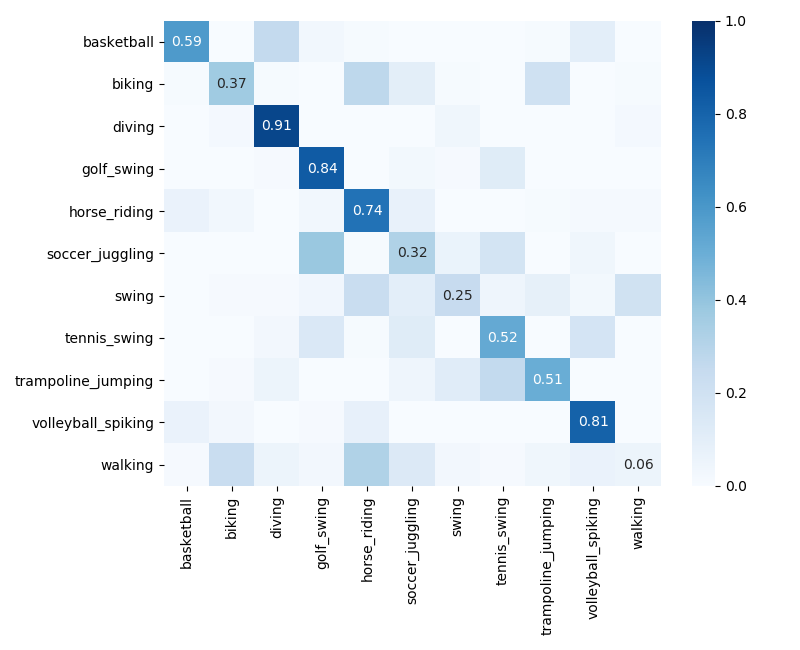 basketball 0.59
biking 0.37
diving 0.91
golf_swing 0.84
horse_riding 0.74
soccer_juggling 0.32
swing 0.25
tennis_swing 0.52
trampoline_jumping 0.51
volleyball_spiking 0.81
walking 0.06
basketball
biking
diving
golf_swing
horse_riding
soccer_juggling
swing
tennis_swing
trampoline_jumping
volleyball_spiking
walking
1.0
0.8
0.6
0.4
0.2
0.0